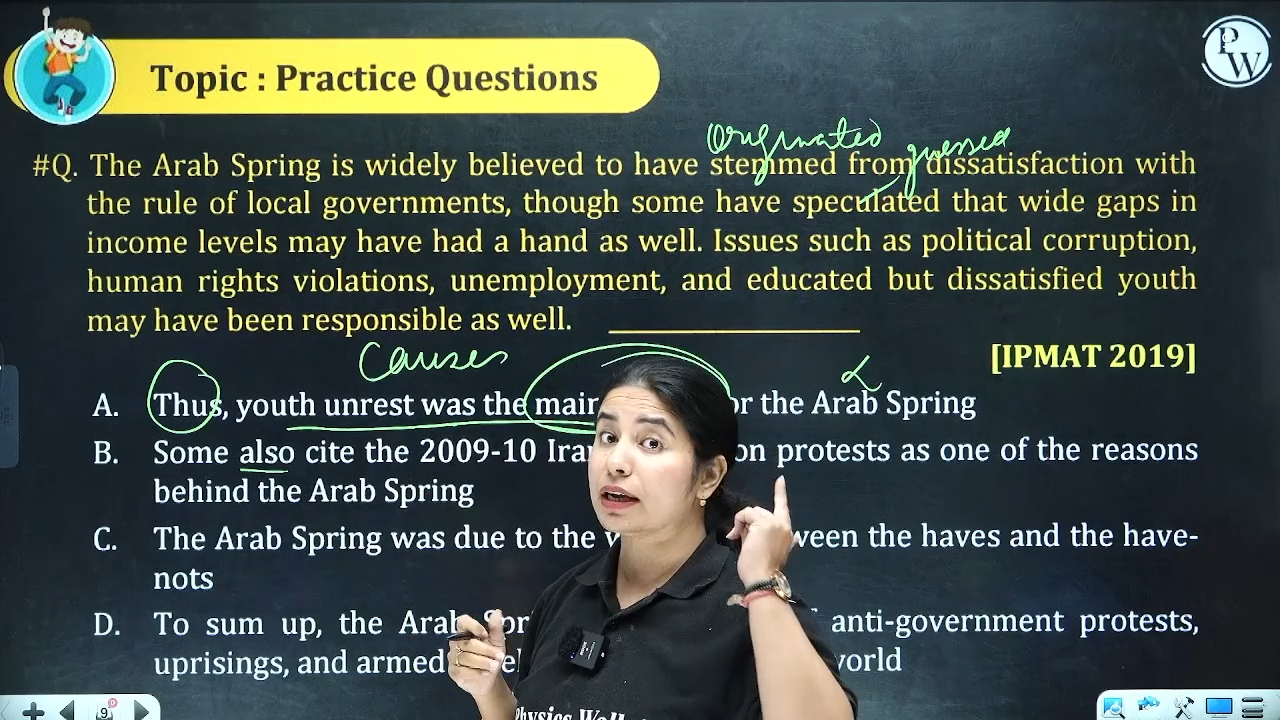 Topic : Practice Questions
PW
Originated
guessed
#Q. The Arab Spring is widely believed to have stemmed from dissatisfaction with
the rule of local governments, though some have speculated that wide gaps in
income levels may have had a hand as well. Issues such as political corruption,
human rights violations, unemployment, and educated but dissatisfied youth
may have been responsible as well. ____________
[IPMAT 2019]
Causes
A. Thus, youth unrest was the main or the Arab Spring
B. Some also cite the 2009-10 on protests as one of the reasons
behind the Arab Spring
C. The Arab Spring was due to the ween the haves and the have-
nots
D. To sum up, the Arab anti-government protests,
uprisings, and armed
9
Physics Wall